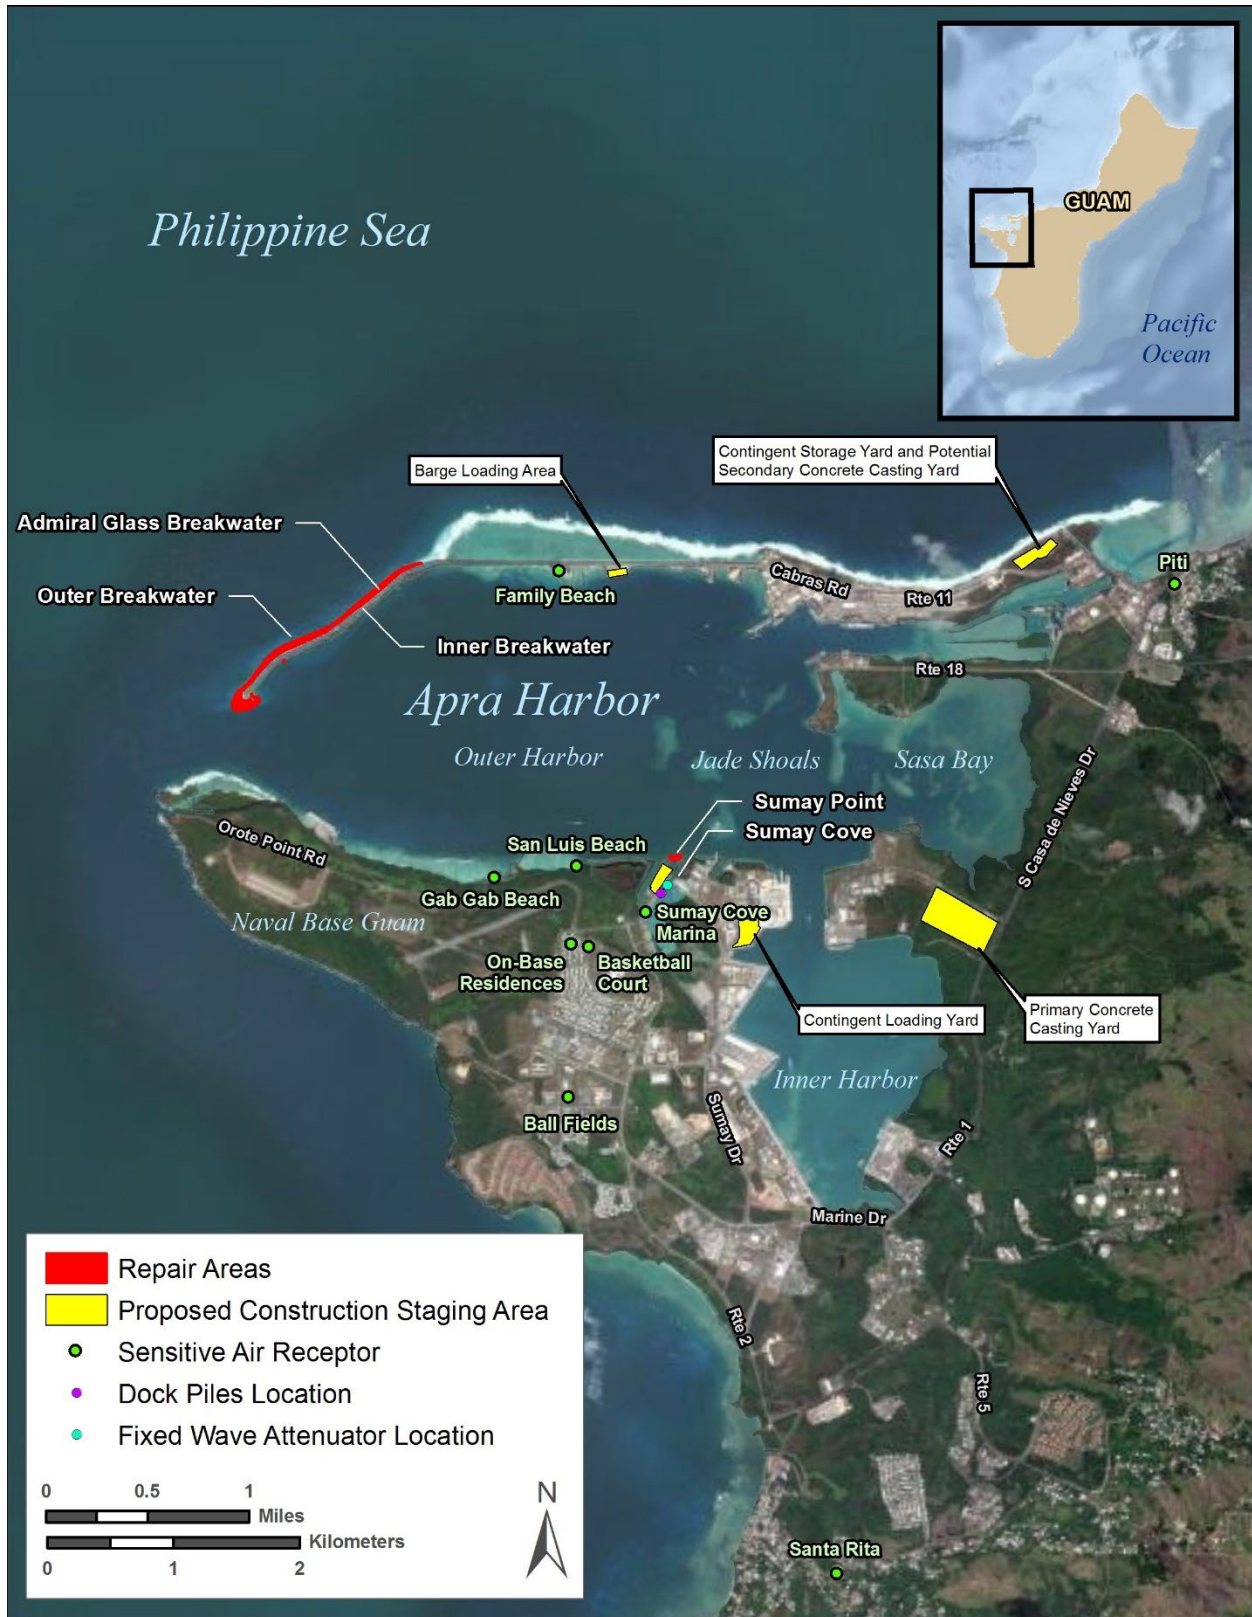 GUAM
Pacific
Ocean
Philippine Sea
Barge Loading Area
Contingent Storage Yard and Potential
Secondary Concrete Casting Yard
Admiral Glass Breakwater
Outer Breakwater
Inner Breakwater
Family Beach
Cabras Rd
Rte 11
Piti
Rte 18
Apra Harbor
Outer Harbor
Jade Shoals
Sasa Bay
S Casa de Nieves Dr
Sumay Point
Sumay Cove
Orote Point Rd
San Luis Beach
Gab Gab Beach
Naval Base Guam
Sumay Cove
Marina
On-Base
Residences
Basketball
Court
Contingent Loading Yard
Primary Concrete
Casting Yard
Inner Harbor
Ball Fields
Sumay Dr
Rte 1
Marine Dr
Rte 2
Rte 5
Santa Rita
Repair Areas
Proposed Construction Staging Area
Sensitive Air Receptor
Dock Piles Location
Fixed Wave Attenuator Location
0 0.5 1
Miles
Kilometers
0 1 2
N